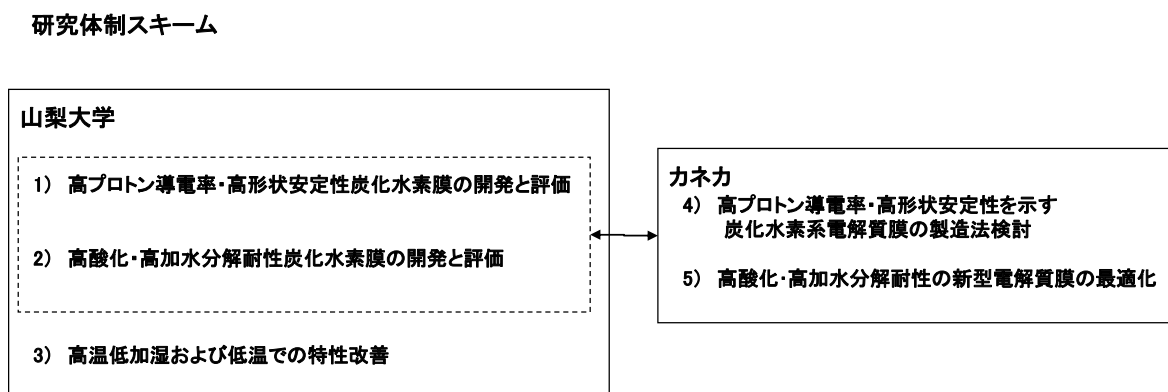 研究体制スキーム
山梨大学
1) 高プロトン導電率・高形状安定性炭化水素膜の開発と評価
2) 高酸化・高加水分解耐性炭化水素膜の開発と評価
3) 高温低加湿および低温での特性改善
カネカ
4) 高プロトン導電率・高形状安定性を示す
炭化水素系電解質膜の製造法検討
5) 高酸化・高加水分解耐性の新型電解質膜の最適化